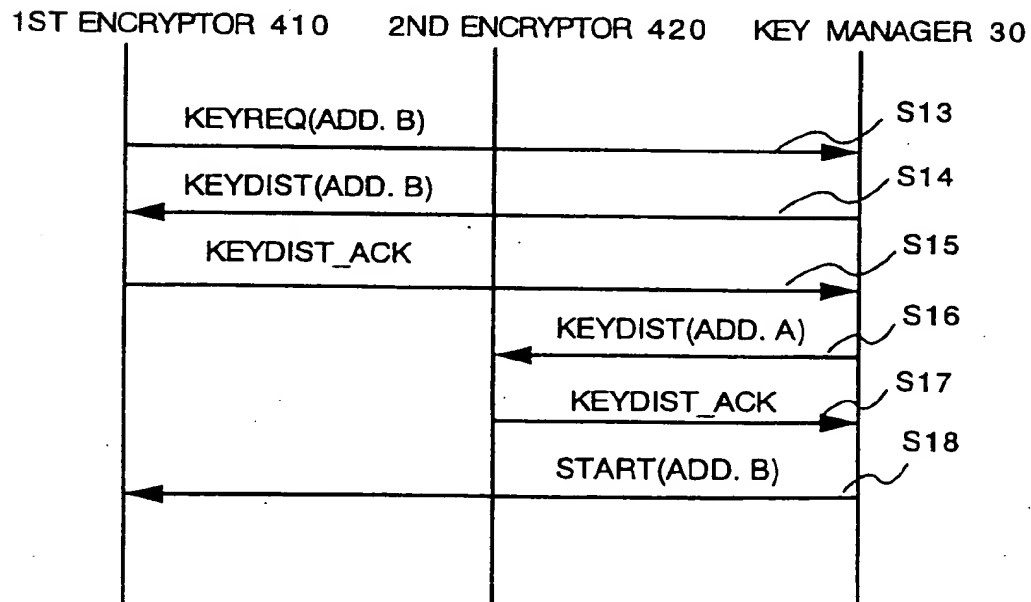 1ST ENCRYPTOR 410 2ND ENCRYPTOR 420 KEY MANAGER 30
KEYREQ(ADD. B)
S13
KEYDIST(ADD. B)
S14
KEYDIST_ACK
S15
KEYDIST(ADD. A)
S16
KEYDIST_ACK
S17
START(ADD. B)
S18